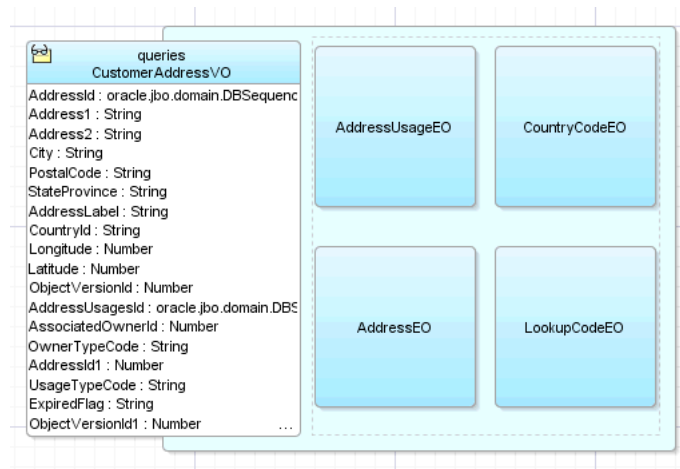 queries
CustomerAddressVO
AddressId : oracle.jbo.domain.DBSequenc
Address1 : String
Address2 : String
City : String
PostalCode : String
StateProvince : String
AddressLabel : String
CountryId : String
Longitude : Number
Latitude : Number
ObjectVersionId : Number
AddressUsagesId : oracle.jbo.domain.DBS
AssociatedOwnerId : Number
OwnerTypeCode : String
AddressId1 : Number
UsageTypeCode : String
ExpiredFlag : String
ObjectVersionId1 : Number ...
AddressUsageEO
CountryCodeEO
AddressEO
LookupCodeEO